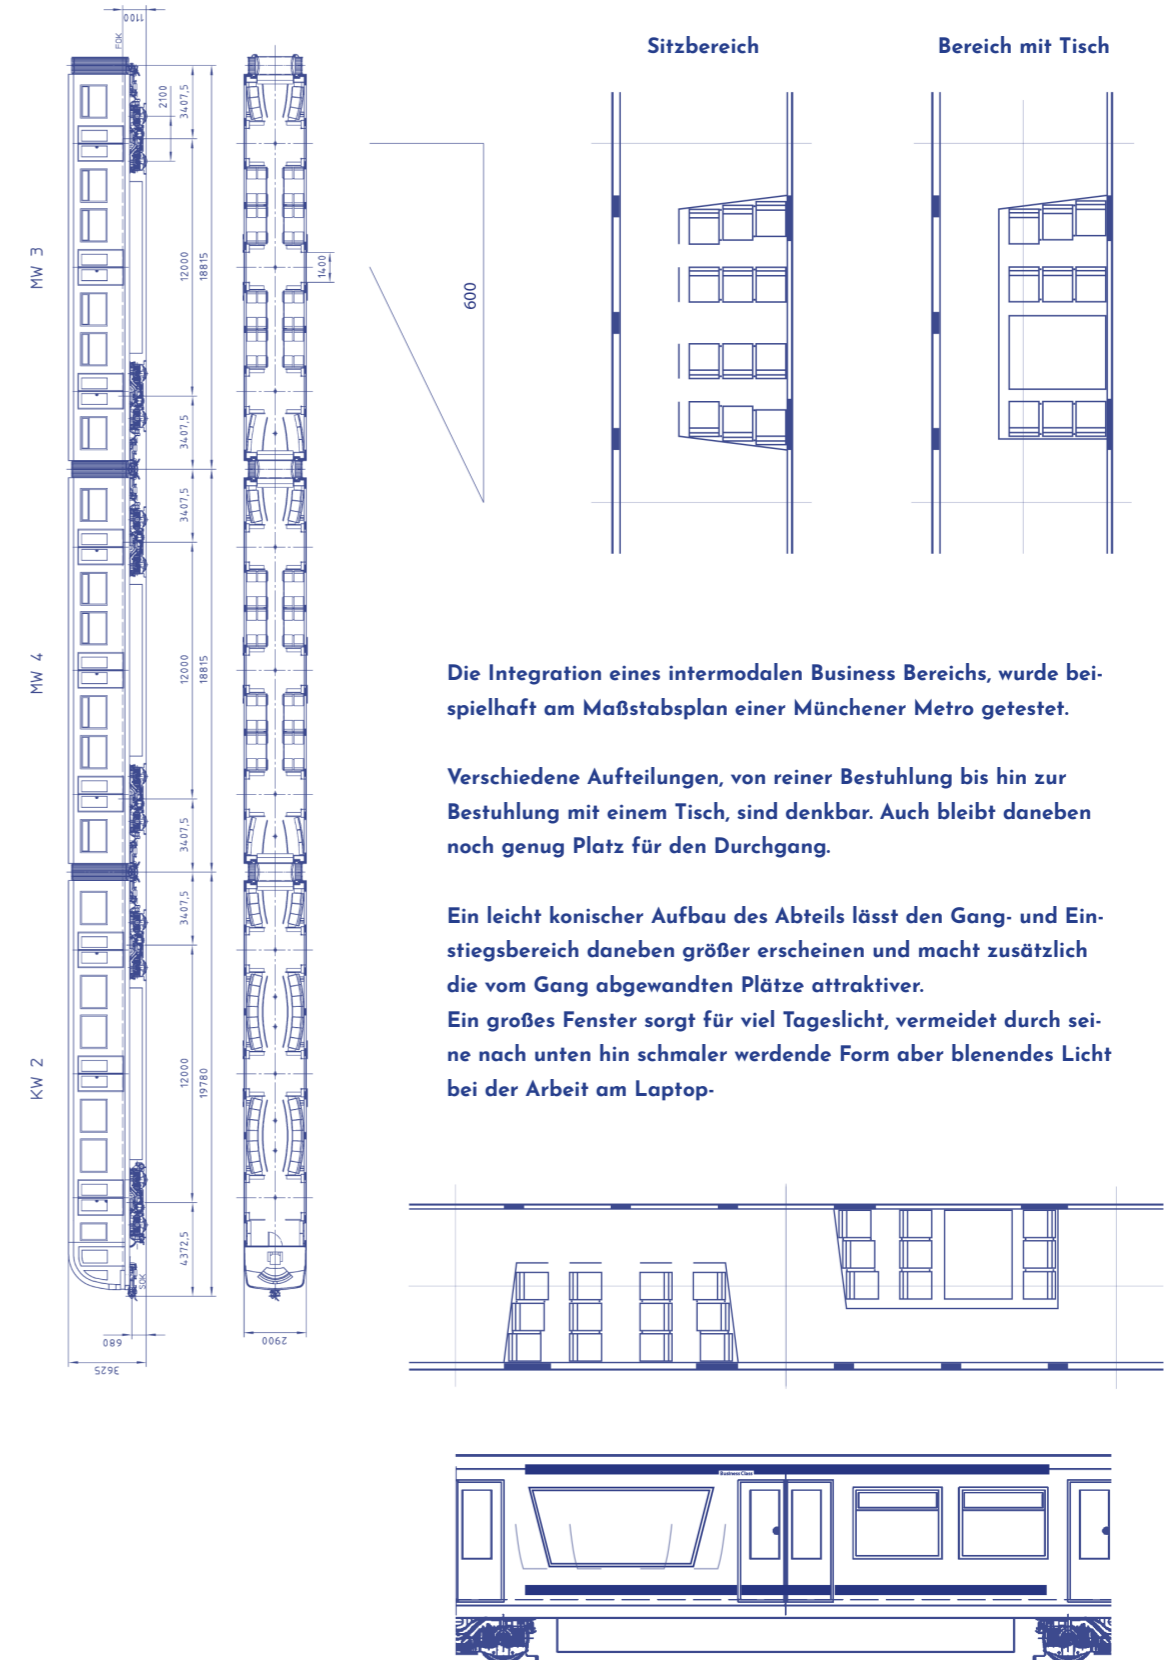 1100
FOK
2100
3407,5
12000
18815
3407,5
MW 3
1400
600
3407,5
12000
18815
3407,5
MW 4
3407,5
12000
19780
4372,5
KW 2
SOK
680
3625
2900
Sitzbereich
Bereich mit Tisch
Die Integration eines intermodalen Business Bereichs, wurde bei-
spielhaft am Maßstabsplan einer Münchener Metro getestet.
Verschiedene Aufteilungen, von reiner Bestuhlung bis hin zur
Bestuhlung mit einem Tisch, sind denkbar. Auch bleibt daneben
noch genug Platz für den Durchgang.
Ein leicht konischer Aufbau des Abteils lässt den Gang- und Ein-
stiegsbereich daneben größer erscheinen und macht zusätzlich
die vom Gang abgewandten Plätze attraktiver.
Ein großes Fenster sorgt für viel Tageslicht, vermeidet durch sei-
ne nach unten hin schmaler werdende Form aber blenendes Licht
bei der Arbeit am Laptop-
Business Class